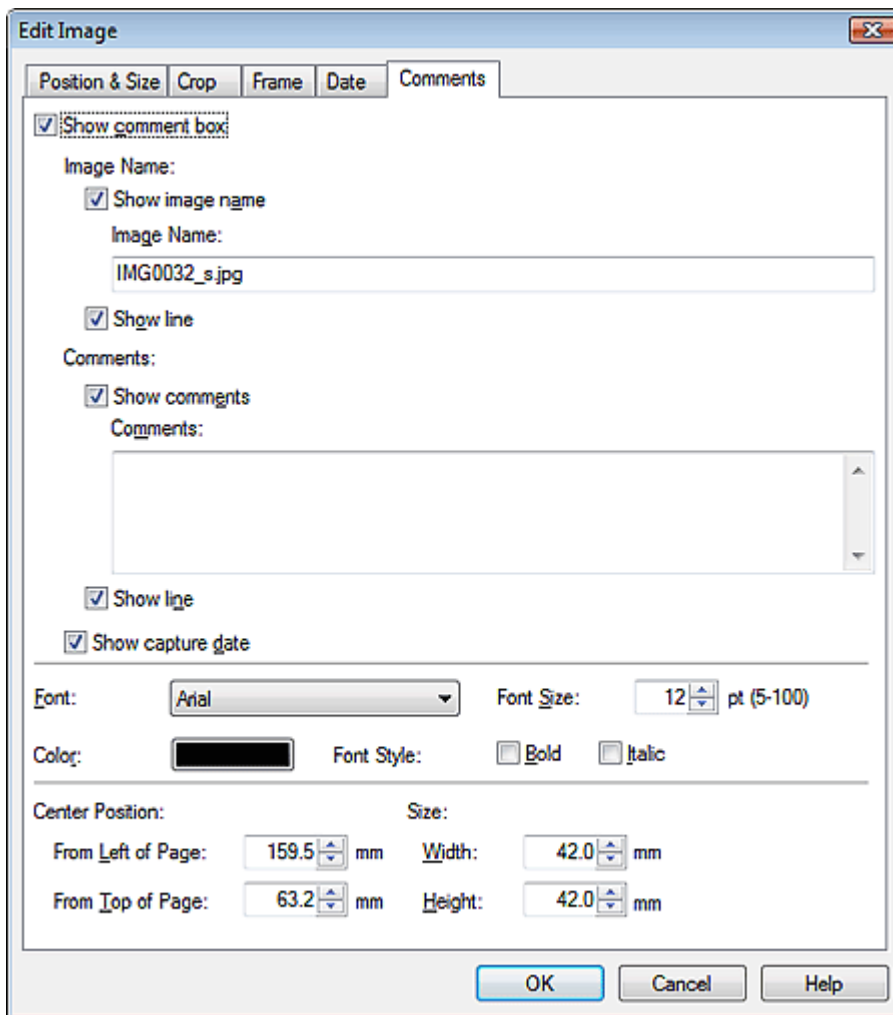 Edit Image
Position & Size Crop Frame Date Comments
Show comment box
Image Name:
Show image name
Image Name:
IMG0032_s.jpg
Show line
Comments:
Show comments
Comments:
Show line
Show capture date
Font: Arial Font Size: 12 pt (5-100)
Color: Font Style: Bold Italic
Center Position: Size:
From Left of Page: 159.5 mm Width: 42.0 mm
From Top of Page: 63.2 mm Height: 42.0 mm
OK Cancel Help